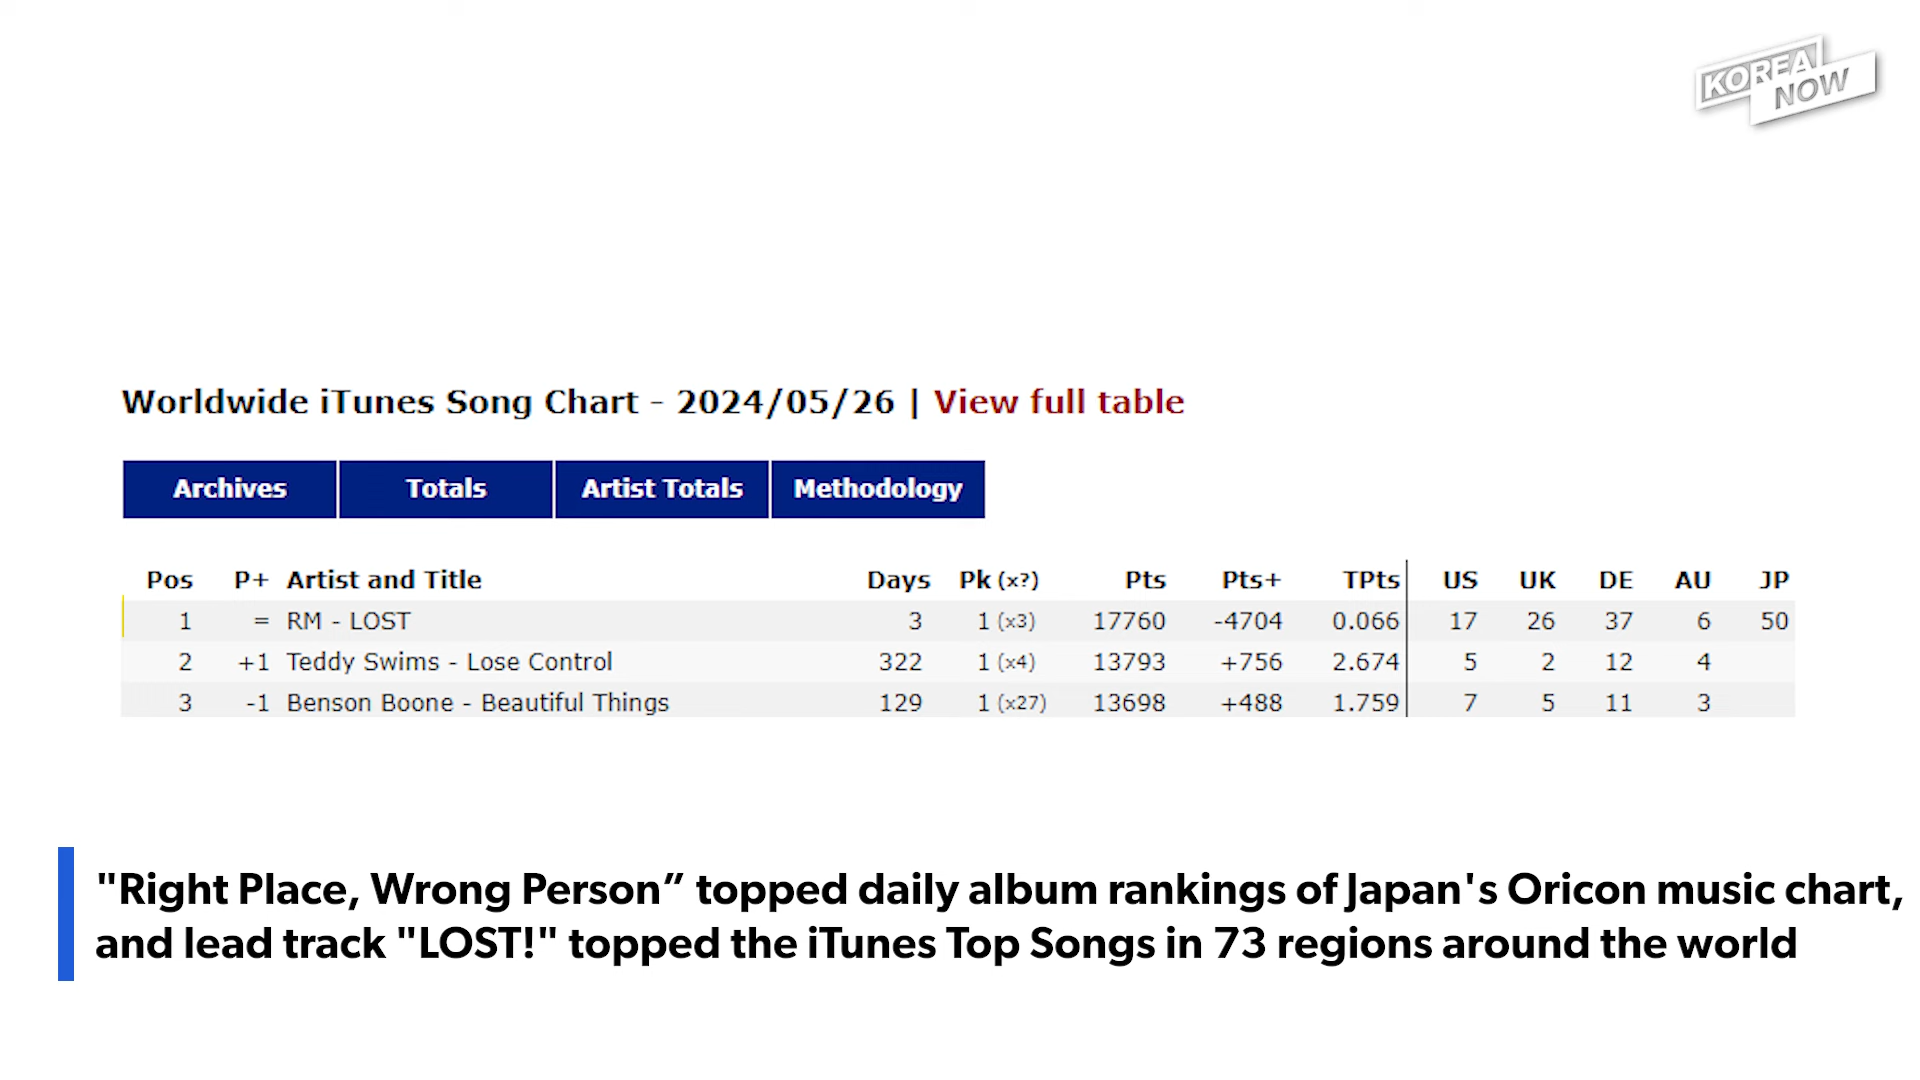 KOREA
NOW
Worldwide iTunes Song Chart - 2024/05/26 | View full table
Archives Totals Artist Totals Methodology
Pos P+ Artist and Title Days Pk (x?) Pts Pts+ TPts US UK DE AU JP
1 = RM - LOST 3 1 (x3) 17760 -4704 0.066 17 26 37 6 50
2 +1 Teddy Swims - Lose Control 322 1 (x4) 13793 +756 2.674 5 2 12 4
3 -1 Benson Boone - Beautiful Things 129 1 (x27) 13698 +488 1.759 7 5 11 3
"Right Place, Wrong Person” topped daily album rankings of Japan's Oricon music chart,
and lead track "LOST!" topped the iTunes Top Songs in 73 regions around the world